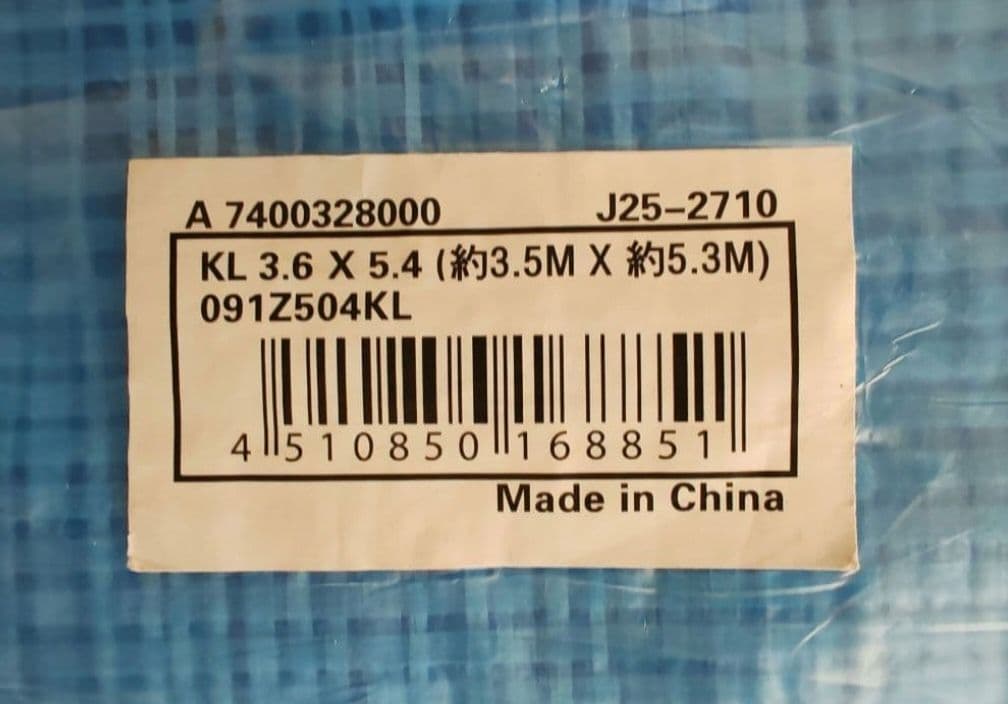 A 7400328000
J25-2710
KL 3.6 X 5.4 (約3.5M X 約5.3M)
091Z504KL
4 510850 168851
Made in China